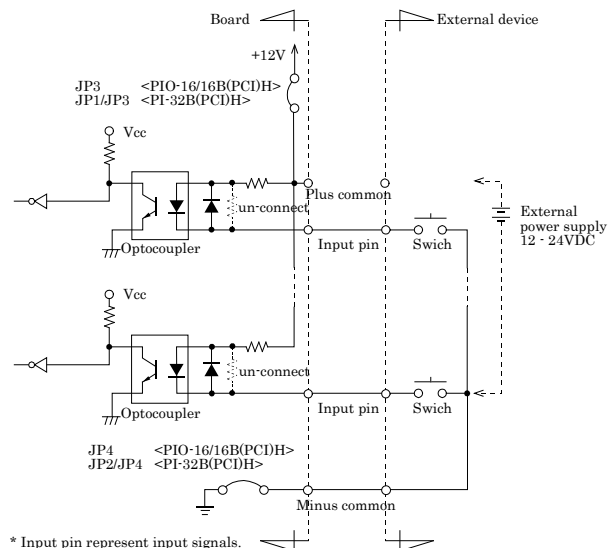 Board
External device
+12V
JP3 <PIO-16/16B(PCI)H>
JP1/JP3 <PI-32B(PCI)H>
Vcc
Plus common
un-connect
External
power supply
12 - 24VDC
Optocoupler
Input pin
Swich
Vcc
un-connect
Optocoupler
Input pin
Swich
JP4 <PIO-16/16B(PCI)H>
JP2/JP4 <PI-32B(PCI)H>
Minus common
* Input pin represent input signals.